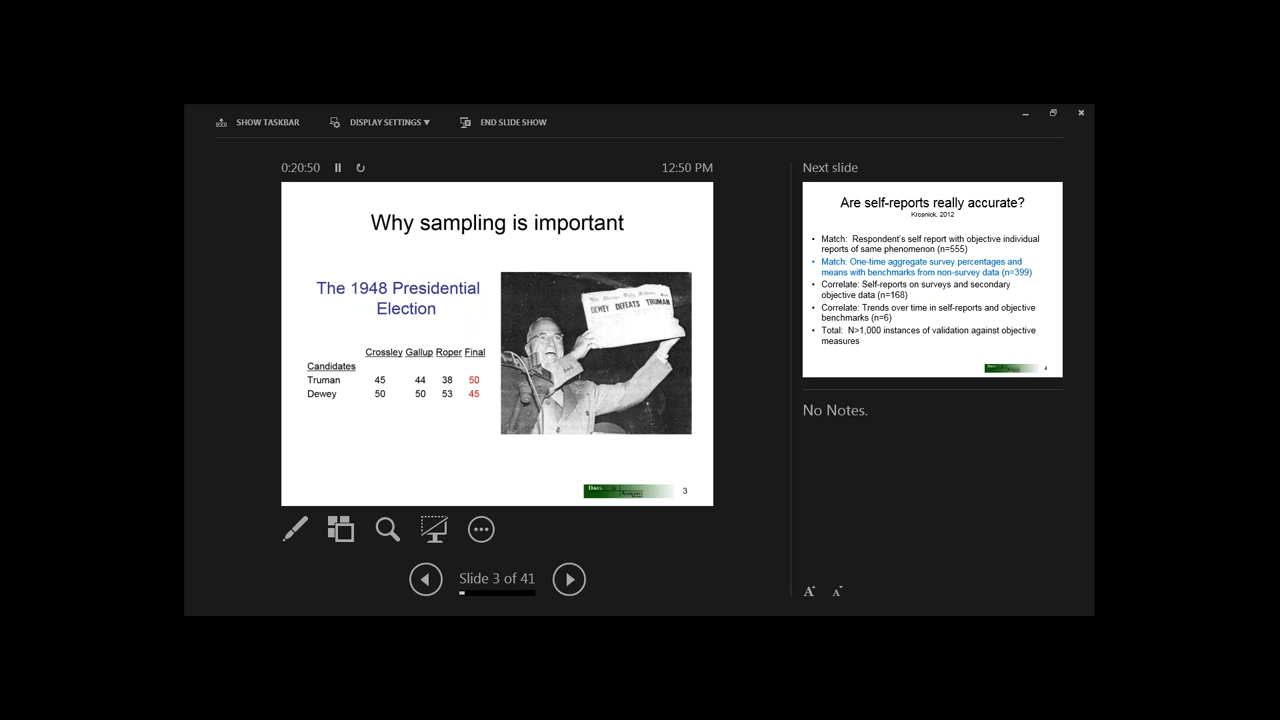 SHOW TASKBAR DISPLAY SETTINGS ▼ END SLIDE SHOW
0:20:50 12:50 PM
Why sampling is important
The 1948 Presidential
Election
Crossley Gallup Roper Final
Candidates
Truman 45 44 38 50
Dewey 50 50 53 45
DEWEY DEFEATS TRUMAN
Docs
3
Slide 3 of 41
Next slide
Are self-reports really accurate?
Krosnick, 2012
• Match: Respondent's self report with objective individual
reports of same phenomenon (n=555)
• Match: One-time aggregate survey percentages and
means with benchmarks from non-survey data (n=399)
• Correlate: Self-reports on surveys and secondary
objective data (n=168)
• Correlate: Trends over time in self-reports and objective
benchmarks (n=6)
• Total: N>1,000 instances of validation against objective
measures
4
No Notes.
A A